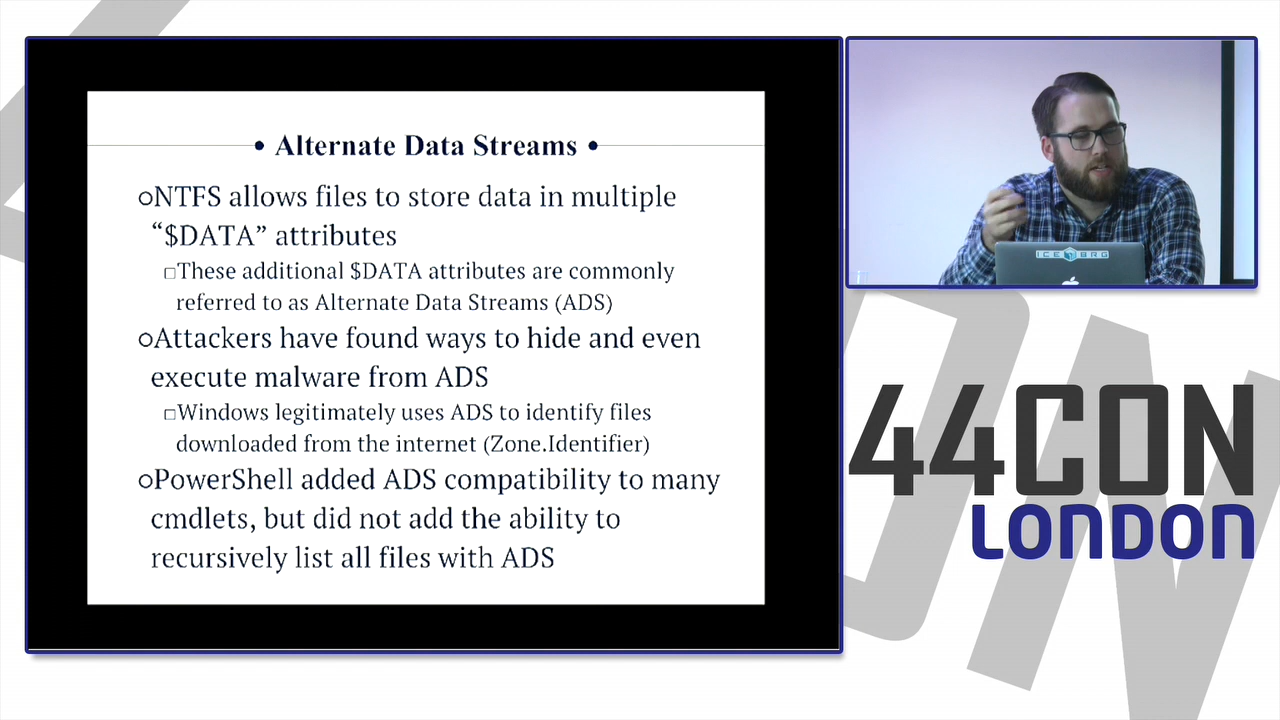 • Alternate Data Streams •
○NTFS allows files to store data in multiple
“$DATA” attributes
□These additional $DATA attributes are commonly
referred to as Alternate Data Streams (ADS)
○Attackers have found ways to hide and even
execute malware from ADS
□Windows legitimately uses ADS to identify files
downloaded from the internet (Zone.Identifier)
○PowerShell added ADS compatibility to many
cmdlets, but did not add the ability to
recursively list all files with ADS
ICEBRG
44CON
LONDON